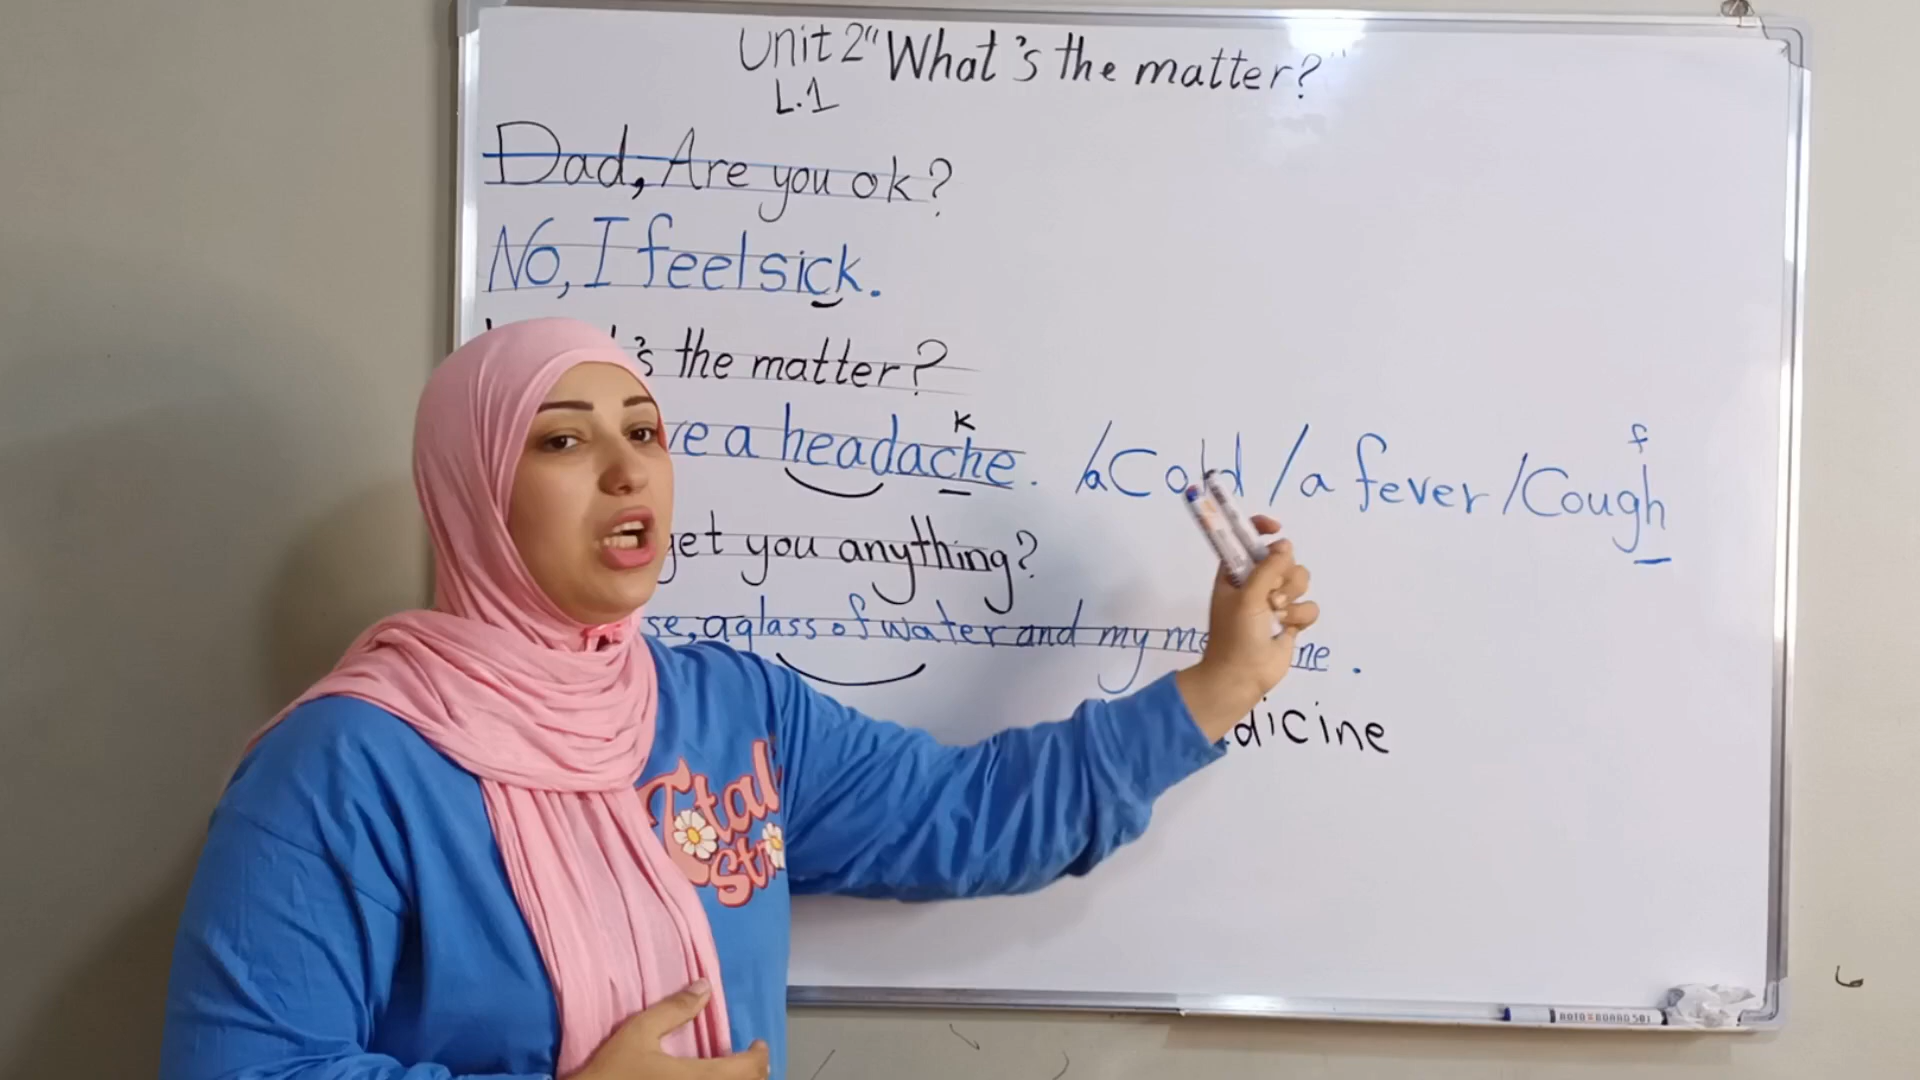 Unit 2 "What's the matter?"
L.1
Dad, Are you ok?
No, I feel sick.
's the matter?
k
f
ve a headache. /a Cold /a fever /Cough
get you anything?
se, a glass of water and my me ne.
dicine
Total